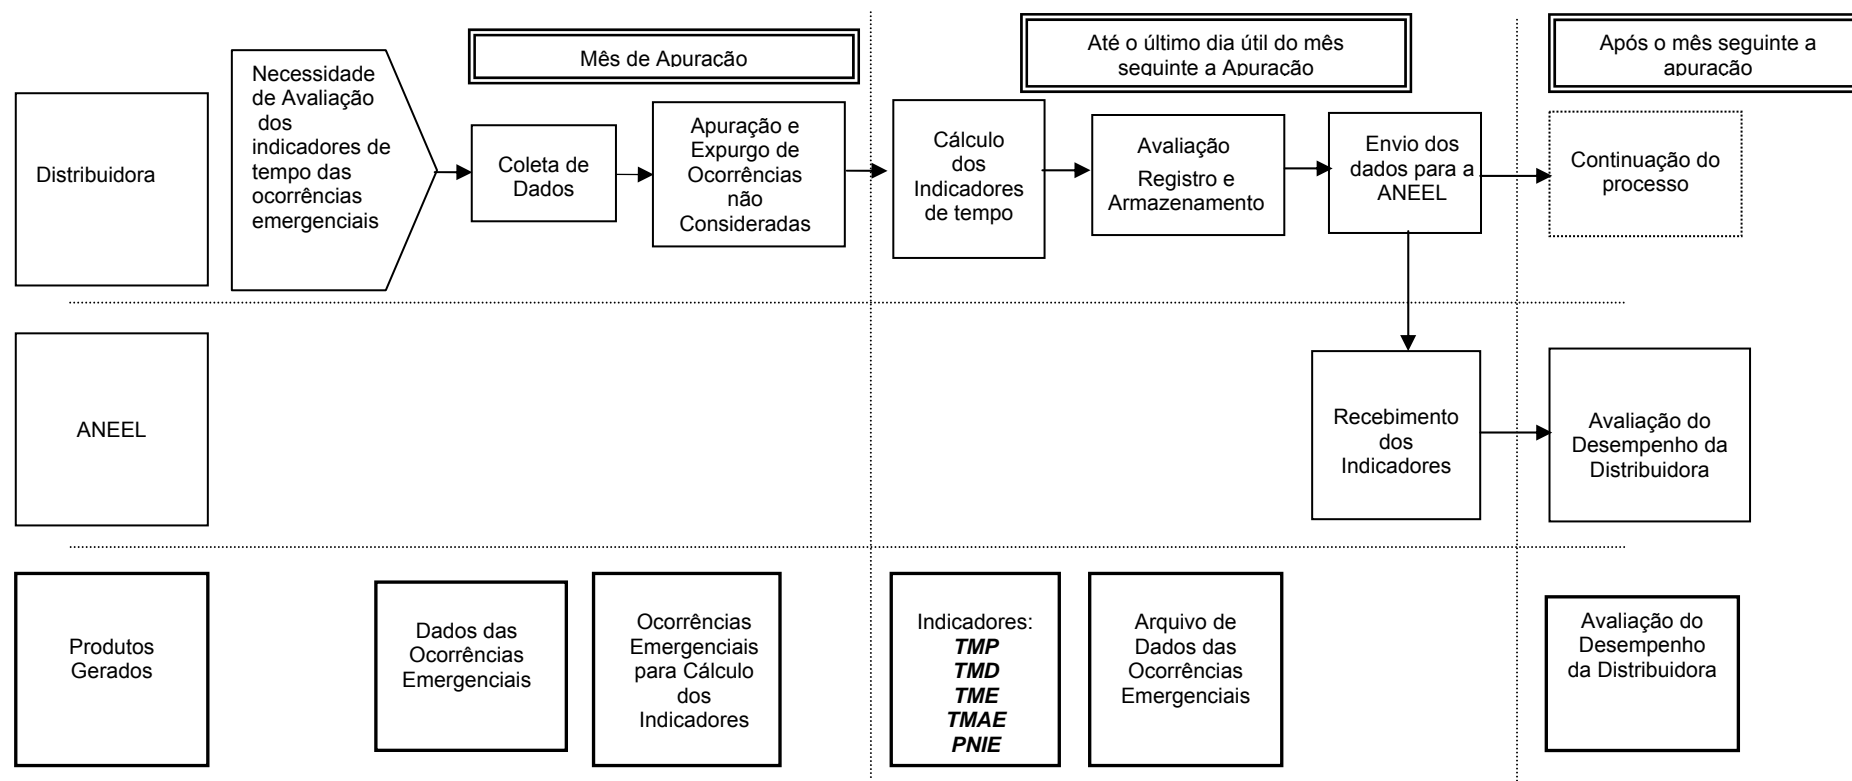 Mês de Apuração
Até o último dia útil do mês
seguinte a Apuração
Após o mês seguinte a
apuração
Distribuidora
Necessidade
de Avaliação
dos
indicadores de
tempo das
ocorrências
emergenciais
Coleta de
Dados
Apuração e
Expurgo de
Ocorrências
não
Consideradas
Cálculo
dos
Indicadores
de tempo
Avaliação
Registro e
Armazenamento
Envio dos
dados para a
ANEEL
Continuação do
processo
ANEEL
Recebimento
dos
Indicadores
Avaliação do
Desempenho da
Distribuidora
Produtos
Gerados
Dados das
Ocorrências
Emergenciais
Ocorrências
Emergenciais
para Cálculo
dos
Indicadores
Indicadores:
TMP
TMD
TME
TMAE
PNIE
Arquivo de
Dados das
Ocorrências
Emergenciais
Avaliação do
Desempenho
da Distribuidora